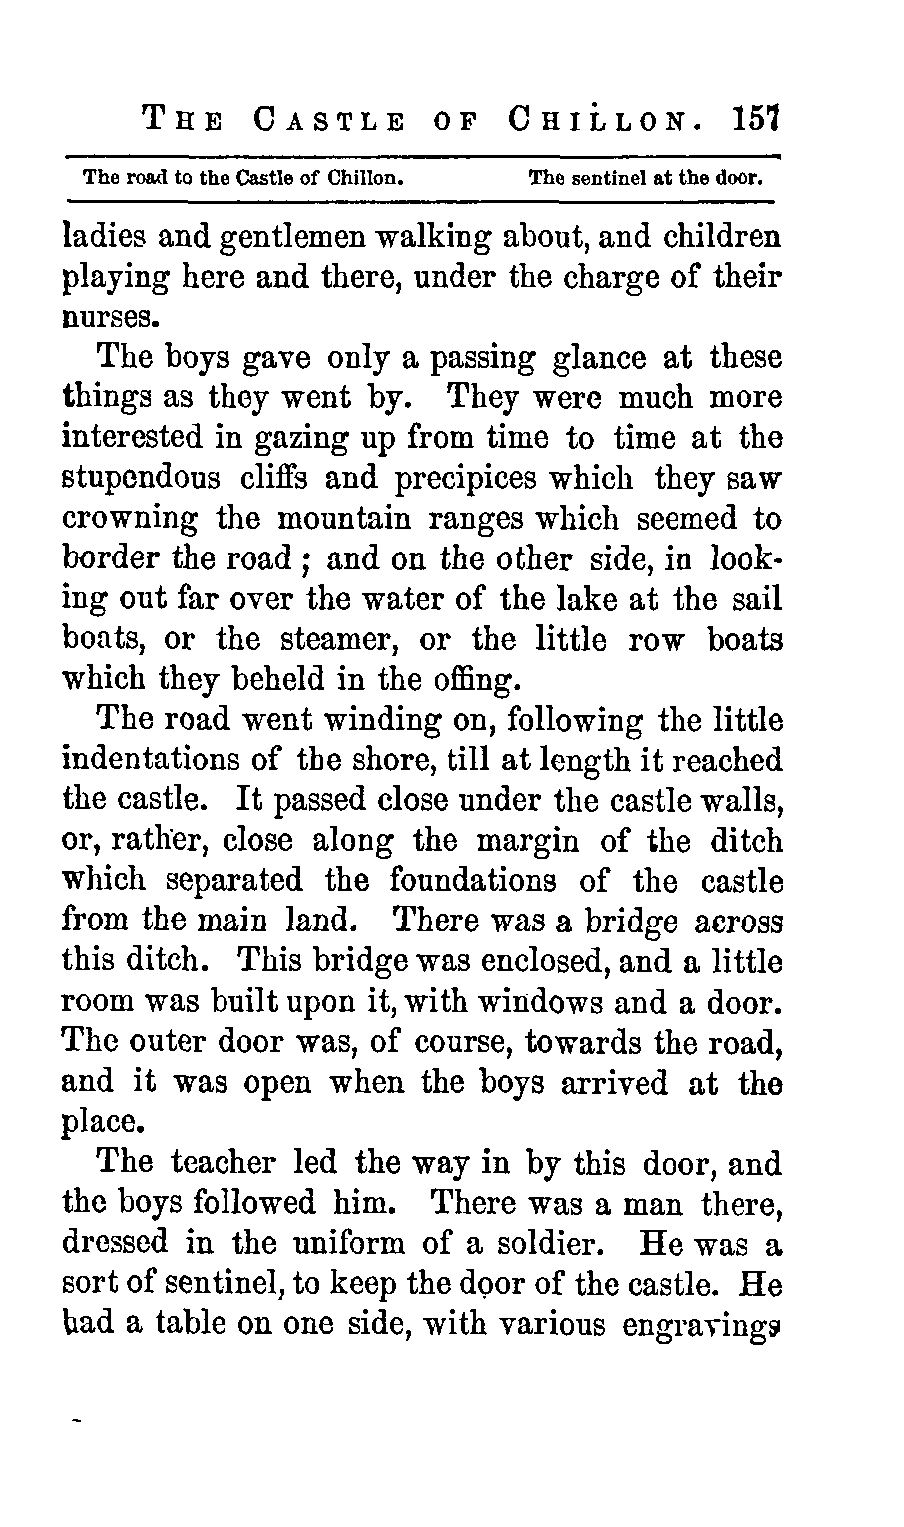 THE CASTLE OF CHILLON. 157
The road to the Castle of Chillon. The sentinel at the door.
ladies and gentlemen walking about, and children
playing here and there, under the charge of their
nurses.
The boys gave only a passing glance at these
things as they went by. They were much more
interested in gazing up from time to time at the
stupendous cliffs and precipices which they saw
crowning the mountain ranges which seemed to
border the road; and on the other side, in look-
ing out far over the water of the lake at the sail
boats, or the steamer, or the little row boats
which they beheld in the offing.
The road went winding on, following the little
indentations of the shore, till at length it reached
the castle. It passed close under the castle walls,
or, rather, close along the margin of the ditch
which separated the foundations of the castle
from the main land. There was a bridge across
this ditch. This bridge was enclosed, and a little
room was built upon it, with windows and a door.
The outer door was, of course, towards the road,
and it was open when the boys arrived at the
place.
The teacher led the way in by this door, and
the boys followed him. There was a man there,
dressed in the uniform of a soldier. He was a
sort of sentinel, to keep the door of the castle. He
had a table on one side, with various engravings